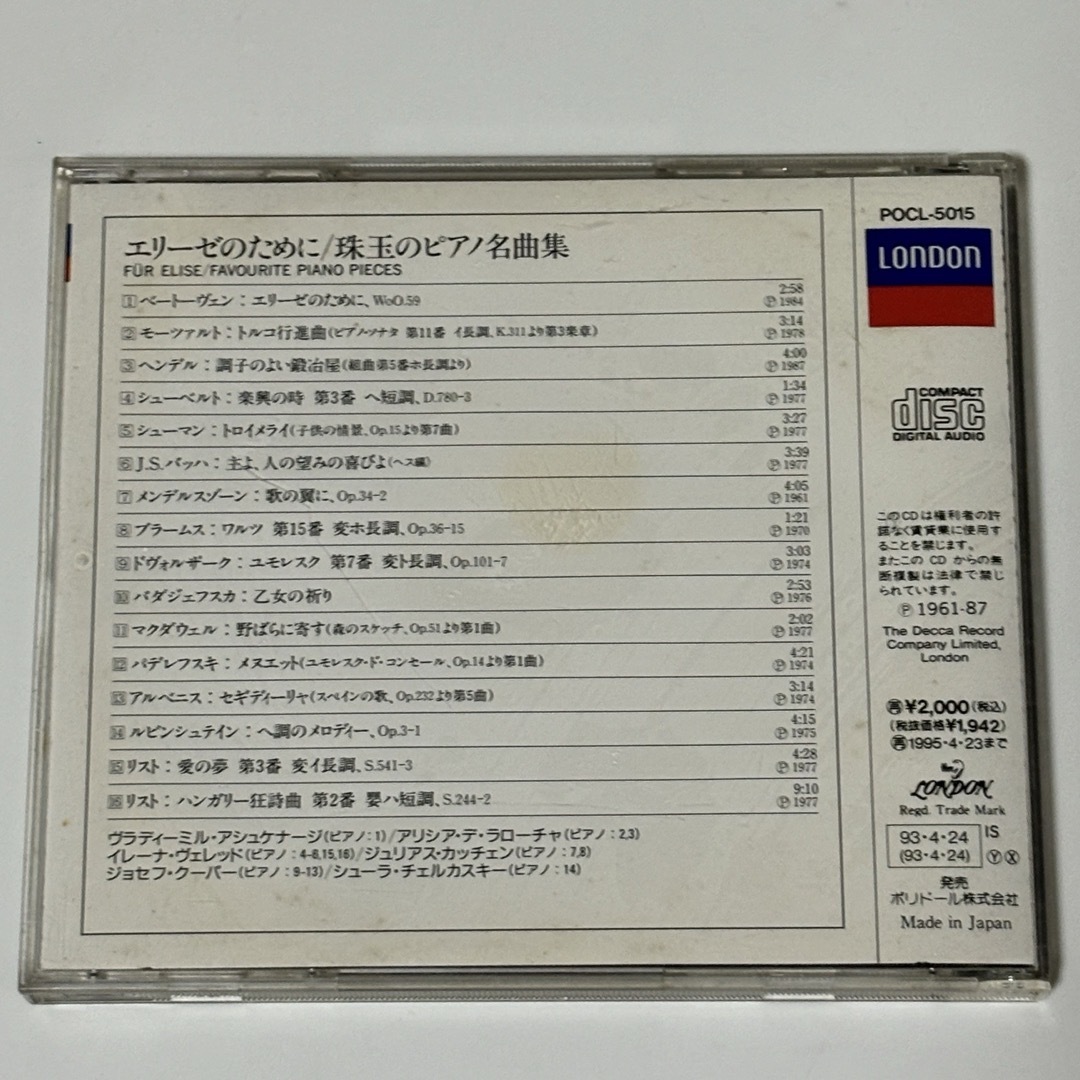 エリーゼのために/珠玉のピアノ名曲集
FÜR ELISE/FAVOURITE PIANO PIECES
1 ベートーヴェン：エリーゼのために、WoO.59 2:58 Ⓟ1984
2 モーツァルト：トルコ行進曲(ピアノ・ソナタ 第11番 イ長調、K.311より第3楽章) 3:14 Ⓟ1978
3 ヘンデル：調子のよい鍛冶屋(組曲第5番ホ長調より) 4:00 Ⓟ1987
4 シューベルト：楽興の時 第3番 ヘ短調、D.780-3 1:34 Ⓟ1977
5 シューマン：トロイメライ(子供の情景、Op.15より第7曲) 3:27 Ⓟ1977
6 J.S.バッハ：主よ、人の望みの喜びよ(ヘス編) 3:39 Ⓟ1977
7 メンデルスゾーン：歌の翼に、Op.34-2 4:05 Ⓟ1961
8 ブラームス：ワルツ 第15番 変ホ長調、Op.36-15 1:21 Ⓟ1970
9 ドヴォルザーク：ユモレスク 第7番 変ト長調、Op.101-7 3:03 Ⓟ1974
10 バダジェフスカ：乙女の祈り 2:53 Ⓟ1976
11 マクダウェル：野ばらに寄す(森のスケッチ、Op.51より第1曲) 2:02 Ⓟ1977
12 パデレフスキ：メヌエット(ユモレスク・ド・コンセール、Op.14より第1曲) 4:21 Ⓟ1974
13 アルベニス：セギディーリャ(スペインの歌、Op.232より第5曲) 3:14 Ⓟ1974
14 ルビンシュテイン：ヘ調のメロディー、Op.3-1 4:15 Ⓟ1975
15 リスト：愛の夢 第3番 変イ長調、S.541-3 4:28 Ⓟ1977
16 リスト：ハンガリー狂詩曲 第2番 嬰ハ短調、S.244-2 9:10 Ⓟ1977
ヴラディーミル・アシュケナージ(ピアノ：1)/アリシア・デ・ラローチャ(ピアノ：2,3)
イレーナ・ヴェレッド(ピアノ：4-6,15,16)/ジュリアス・カッチェン(ピアノ：7,8)
ジョセフ・クーパー(ピアノ：9-13)/シューラ・チェルカスキー(ピアノ：14)
POCL-5015
LONDON
COMPACT
disc
DIGITAL AUDIO
このCDは権利者の許
諾なく賃貸業に使用す
ることを禁じます。
またこの CD からの無
断複製は法律で禁じ
られています。
Ⓟ 1961-87
The Decca Record
Company Limited,
London
再¥2,000(税込)
(税抜価格¥1,942)
再1995・4・23まで
LONDON
Regd. Trade Mark
93・4・24 IS
(93・4・24) Ⓨ Ⓧ
発売
ポリドール株式会社
Made in Japan